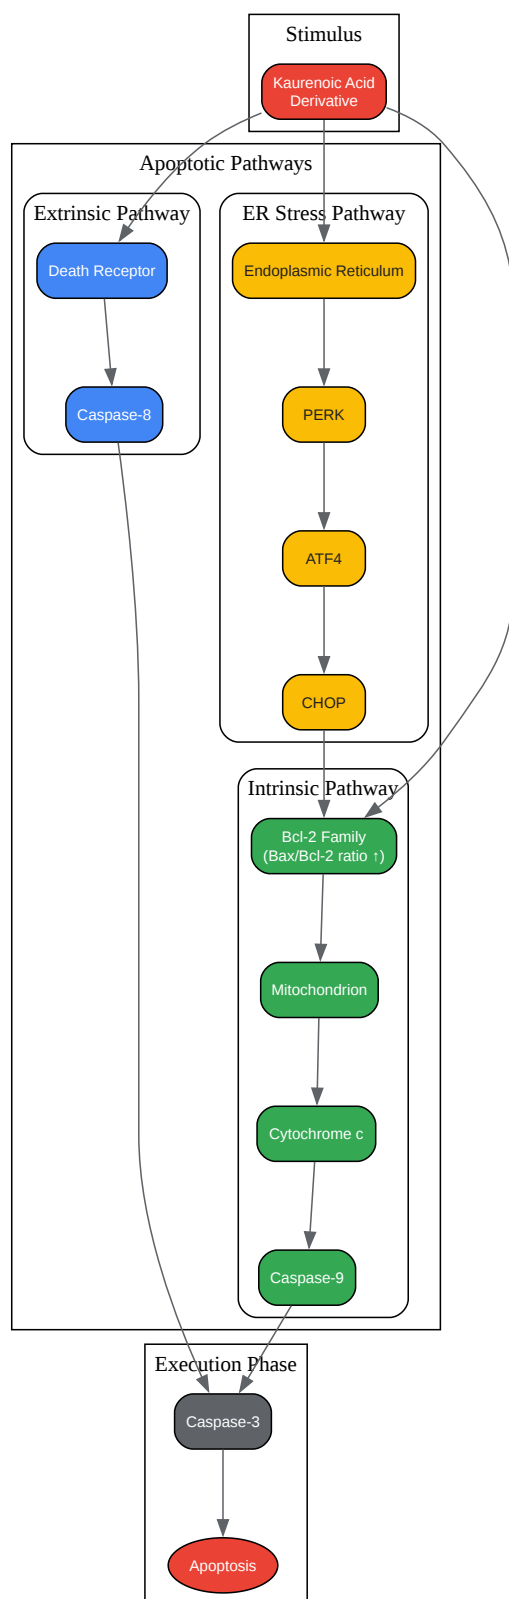 Stimulus
Kaurenoic Acid
Derivative
Apoptotic Pathways
Extrinsic Pathway
ER Stress Pathway
Death Receptor
Endoplasmic Reticulum
Caspase-8
PERK
ATF4
CHOP
Intrinsic Pathway
Bcl-2 Family
(Bax/Bcl-2 ratio ↑)
Mitochondrion
Cytochrome c
Caspase-9
Execution Phase
Caspase-3
Apoptosis